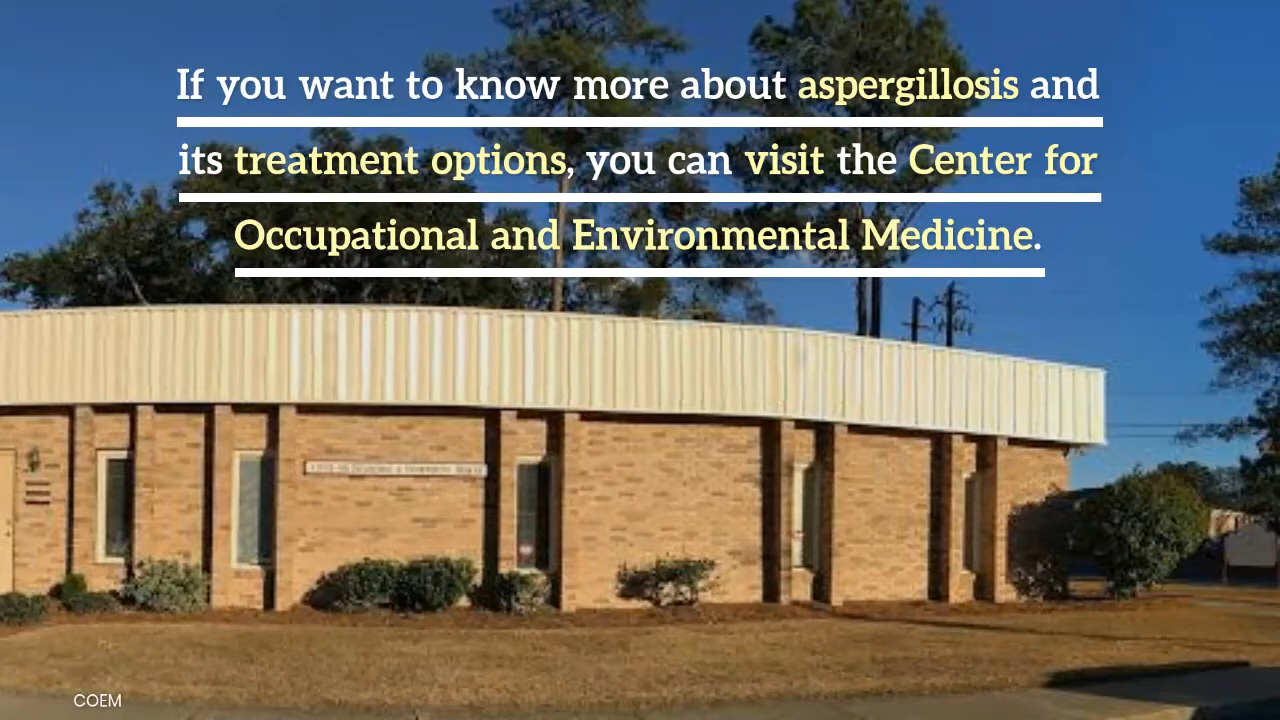 If you want to know more about aspergillosis and
its treatment options, you can visit the Center for
Occupational and Environmental Medicine.
COEM